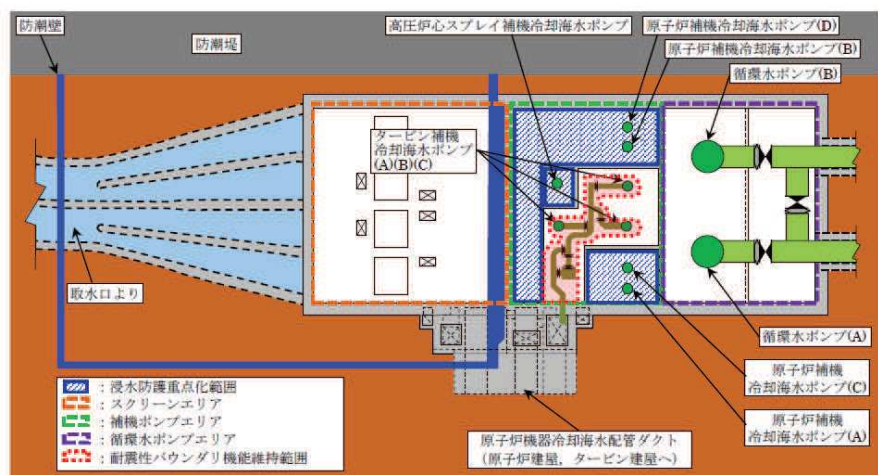 防潮壁
防潮堤
高圧炉心スプレイ補機冷却海水ポンプ
原子炉補機冷却海水ポンプ(D)
原子炉補機冷却海水ポンプ(B)
循環水ポンプ(B)
タービン補機
冷却海水ポンプ
(A)(B)(C)
取水口より
循環水ポンプ(A)
原子炉補機
冷却海水ポンプ(C)
原子炉補機
冷却海水ポンプ(A)
原子炉機器冷却海水配管ダクト
(原子炉建屋，タービン建屋へ)
：浸水防護重点化範囲
：スクリーンエリア
：補機ポンプエリア
：循環水ポンプエリア
：耐震性バウンダリ機能維持範囲